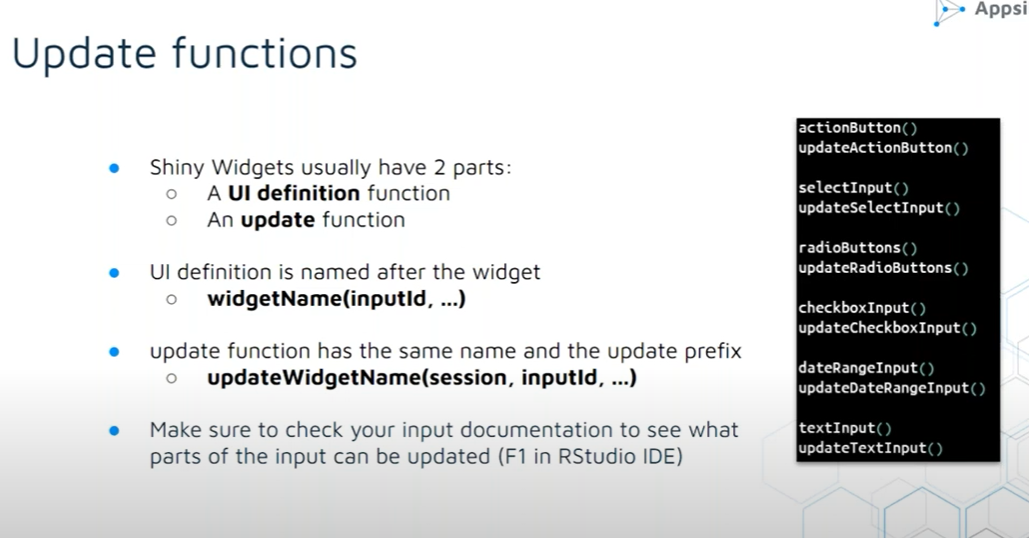 Appsi
Update functions
Shiny Widgets usually have 2 parts:
A UI definition function
An update function
UI definition is named after the widget
widgetName(inputId, ...)
update function has the same name and the update prefix
updateWidgetName(session, inputId, ...)
Make sure to check your input documentation to see what
parts of the input can be updated (F1 in RStudio IDE)
actionButton()
updateActionButton()
selectInput()
updateSelectInput()
radioButtons()
updateRadioButtons()
checkboxInput()
updateCheckboxInput()
dateRangeInput()
updateDateRangeInput()
textInput()
updateTextInput()